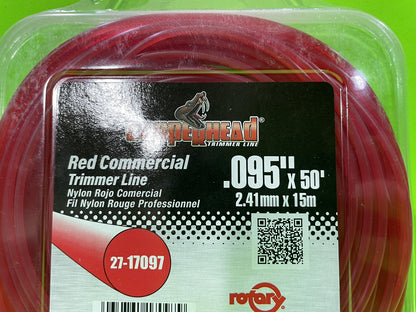 COPPERHEAD®
TRIMMER LINE
Red Commercial
Trimmer Line
Nylon Rojo Comercial
Fil Nylon Rouge Professionnel
.095" x 50'
2.41mm x 15m
27-17097
rotary®